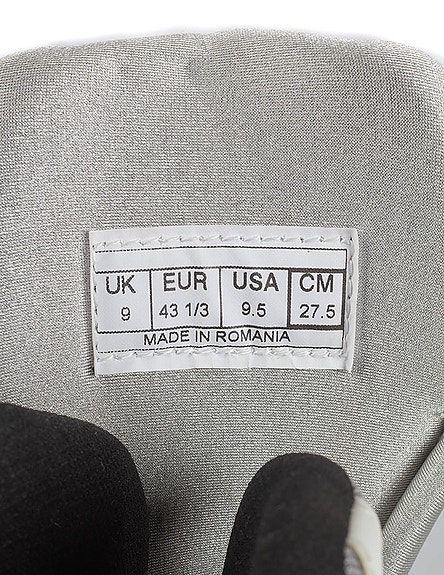 UK EUR USA CM
9 43 1/3 9.5 27.5
MADE IN ROMANIA